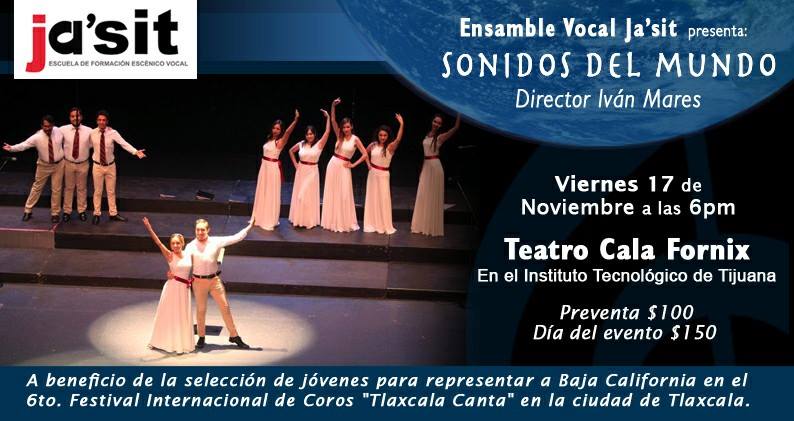 ja'sit
ESCUELA DE FORMACIÓN ESCÉNICO VOCAL
Ensamble Vocal Ja'sit presenta:
SONIDOS DEL MUNDO
Director Iván Mares
Viernes 17 de
Noviembre a las 6pm
Teatro Cala Fornix
En el Instituto Tecnológico de Tijuana
Preventa $100
Día del evento $150
A beneficio de la selección de jóvenes para representar a Baja California en el
6to. Festival Internacional de Coros "Tlaxcala Canta" en la ciudad de Tlaxcala.